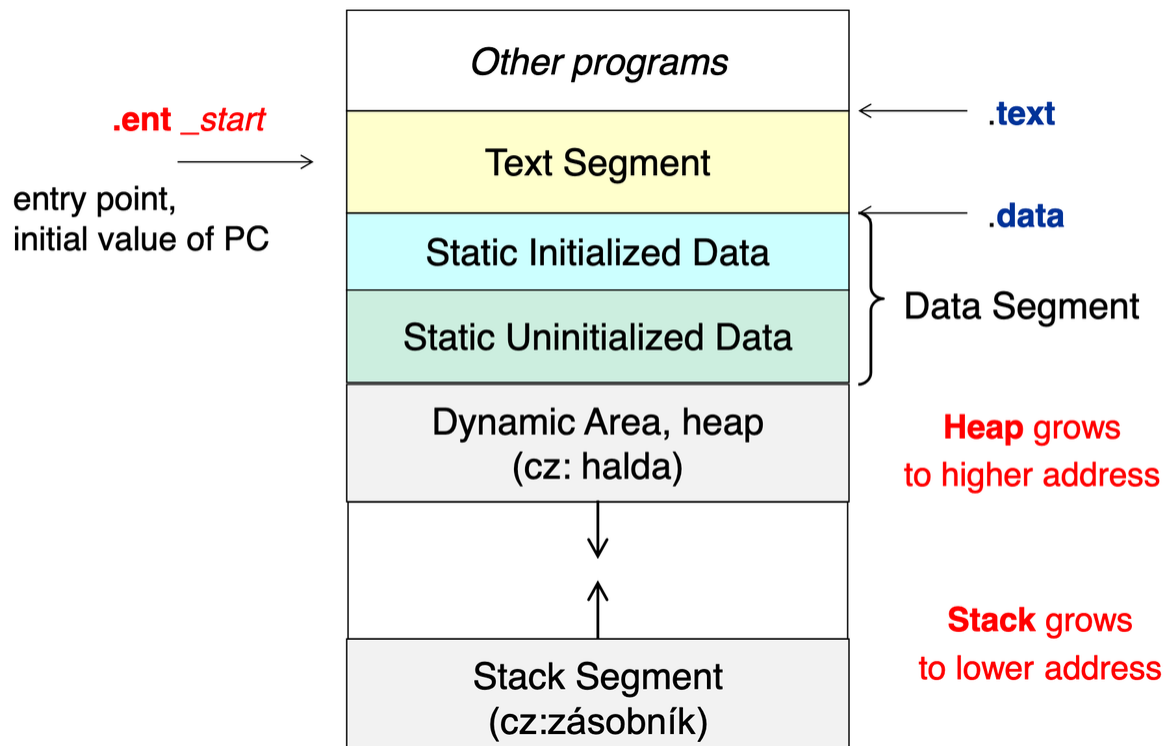 Other programs
.ent _start
.text
Text Segment
entry point,
initial value of PC
.data
Static Initialized Data
Data Segment
Static Uninitialized Data
Dynamic Area, heap
(cz: halda)
Heap grows
to higher address
Stack grows
to lower address
Stack Segment
(cz:zásobník)